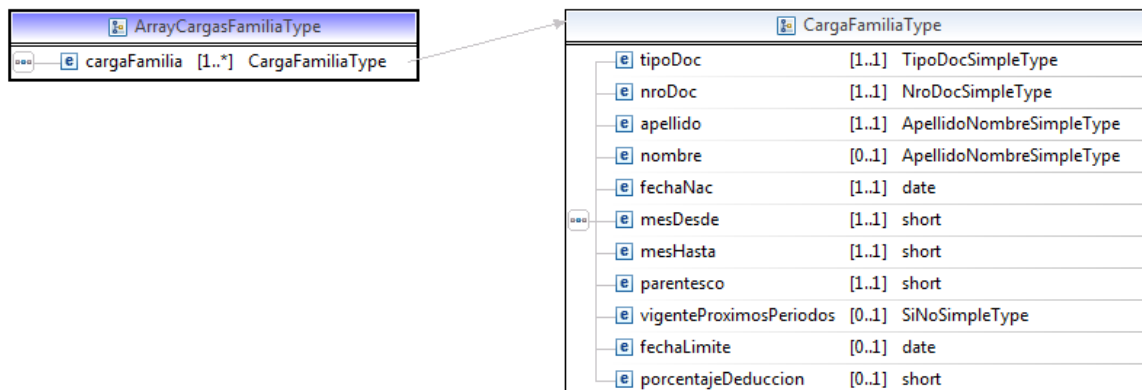 ArrayCargasFamiliaType
e cargaFamilia [1..*] CargaFamiliaType
CargaFamiliaType
e tipoDoc [1..1] TipoDocSimpleType
e nroDoc [1..1] NroDocSimpleType
e apellido [1..1] ApellidoNombreSimpleType
e nombre [0..1] ApellidoNombreSimpleType
e fechaNac [1..1] date
e mesDesde [1..1] short
e mesHasta [1..1] short
e parentesco [1..1] short
e vigenteProximosPeriodos [0..1] SiNoSimpleType
e fechaLimite [0..1] date
e porcentajeDeduccion [0..1] short